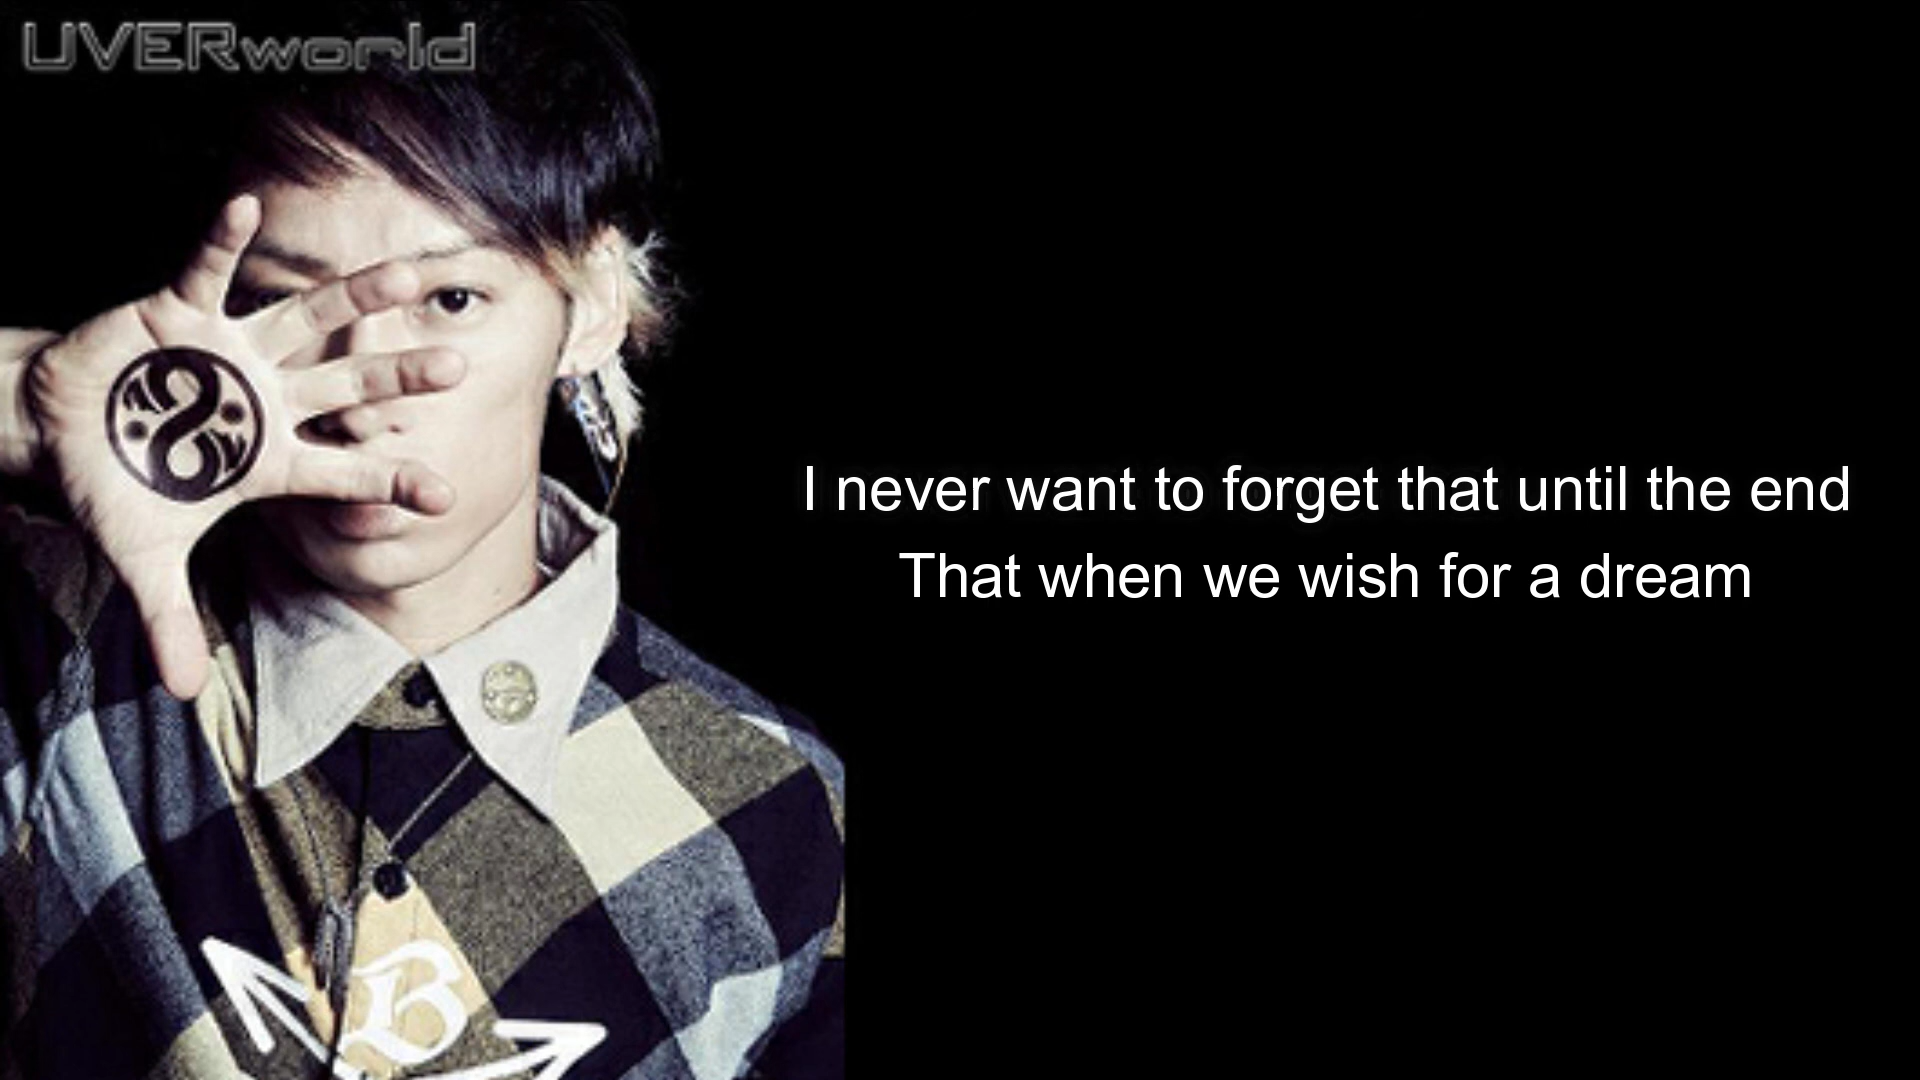 UVERworld
I never want to forget that until the end
That when we wish for a dream
B